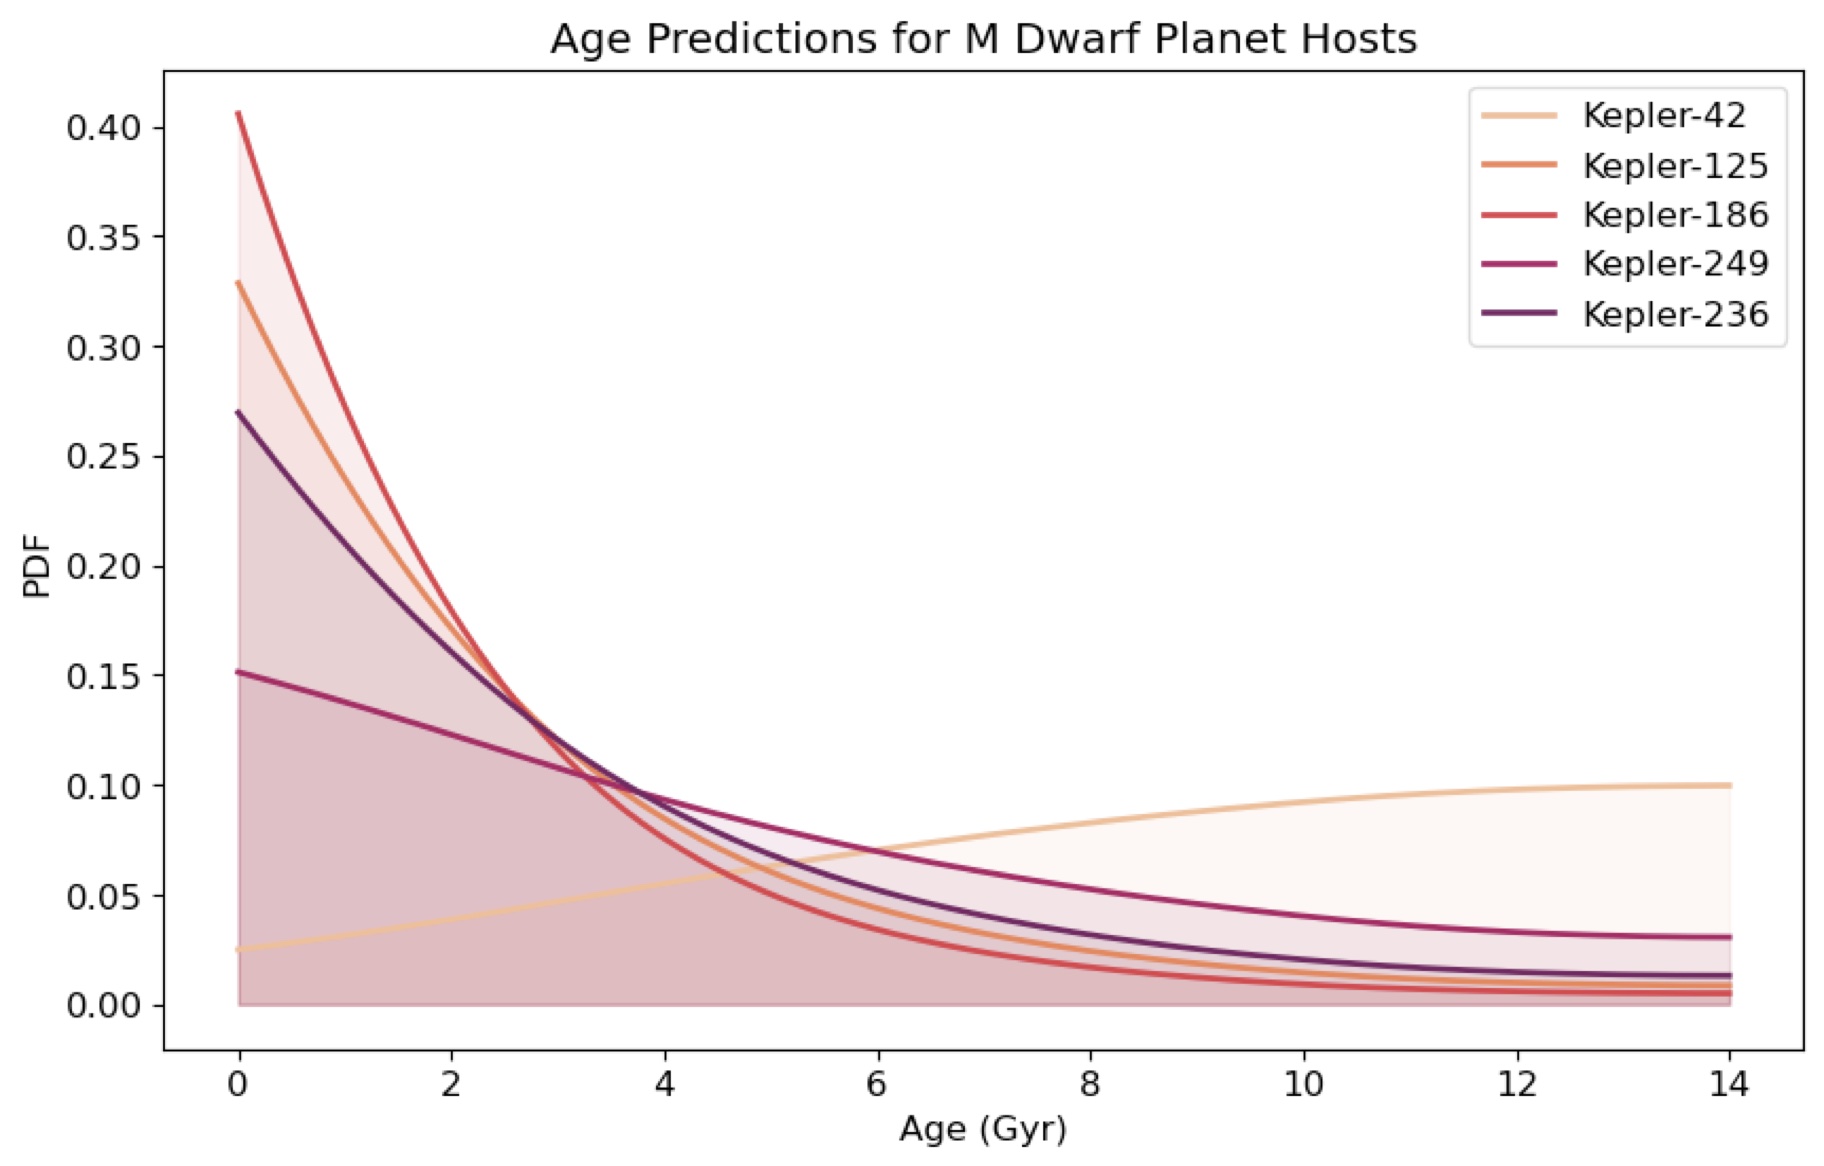 Age Predictions for M Dwarf Planet Hosts
Kepler-42
Kepler-125
Kepler-186
Kepler-249
Kepler-236
PDF
0.40
0.35
0.30
0.25
0.20
0.15
0.10
0.05
0.00
0 2 4 6 8 10 12 14
Age (Gyr)